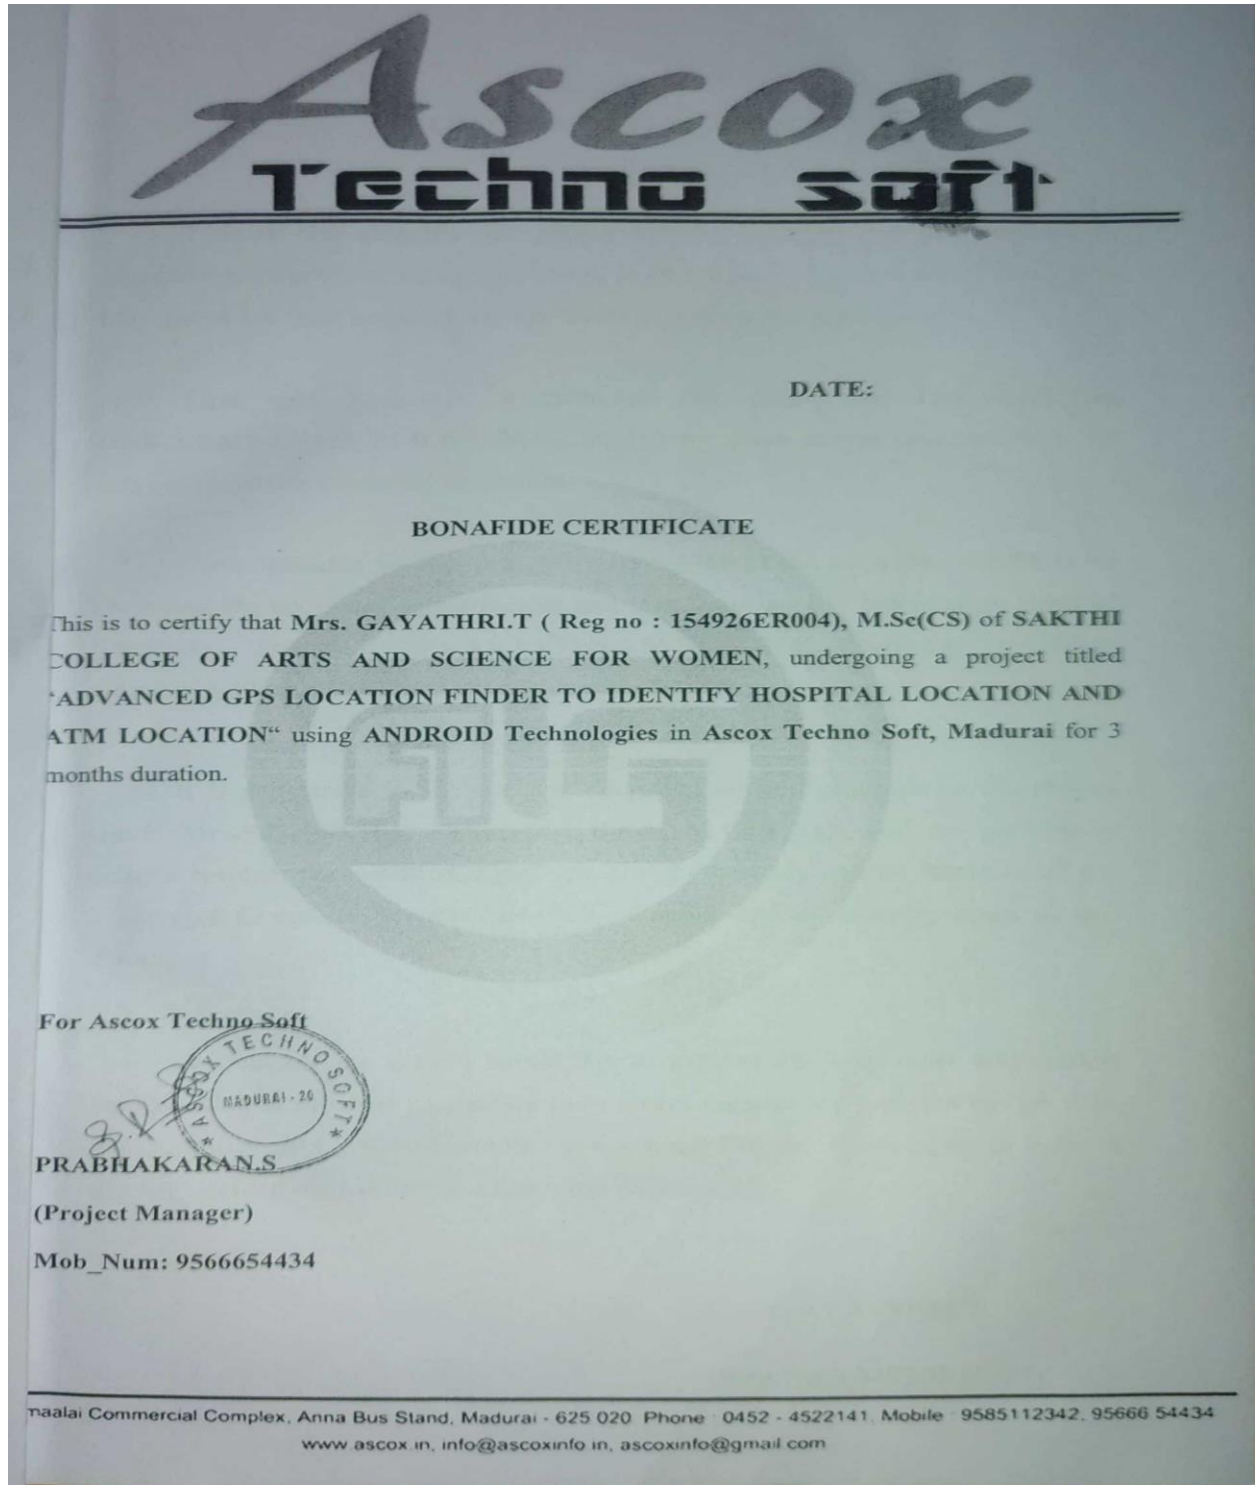 Ascox
Techno soft
DATE:
BONAFIDE CERTIFICATE
This is to certify that Mrs. GAYATHRI.T ( Reg no : 154926ER004), M.Sc(CS) of SAKTHI
COLLEGE OF ARTS AND SCIENCE FOR WOMEN, undergoing a project titled
“ADVANCED GPS LOCATION FINDER TO IDENTIFY HOSPITAL LOCATION AND
ATM LOCATION“ using ANDROID Technologies in Ascox Techno Soft, Madurai for 3
months duration.
For Ascox Techno Soft
ASCOX TECHNO SOFT
MADURAI - 20
PRABHAKARAN.S
(Project Manager)
Mob_Num: 9566654434
Commercial Complex, Anna Bus Stand, Madurai - 625 020 Phone : 0452 - 4522141, Mobile : 9585112342, 95666 54434
www.ascox.in, info@ascoxinfo.in, ascoxinfo@gmail.com